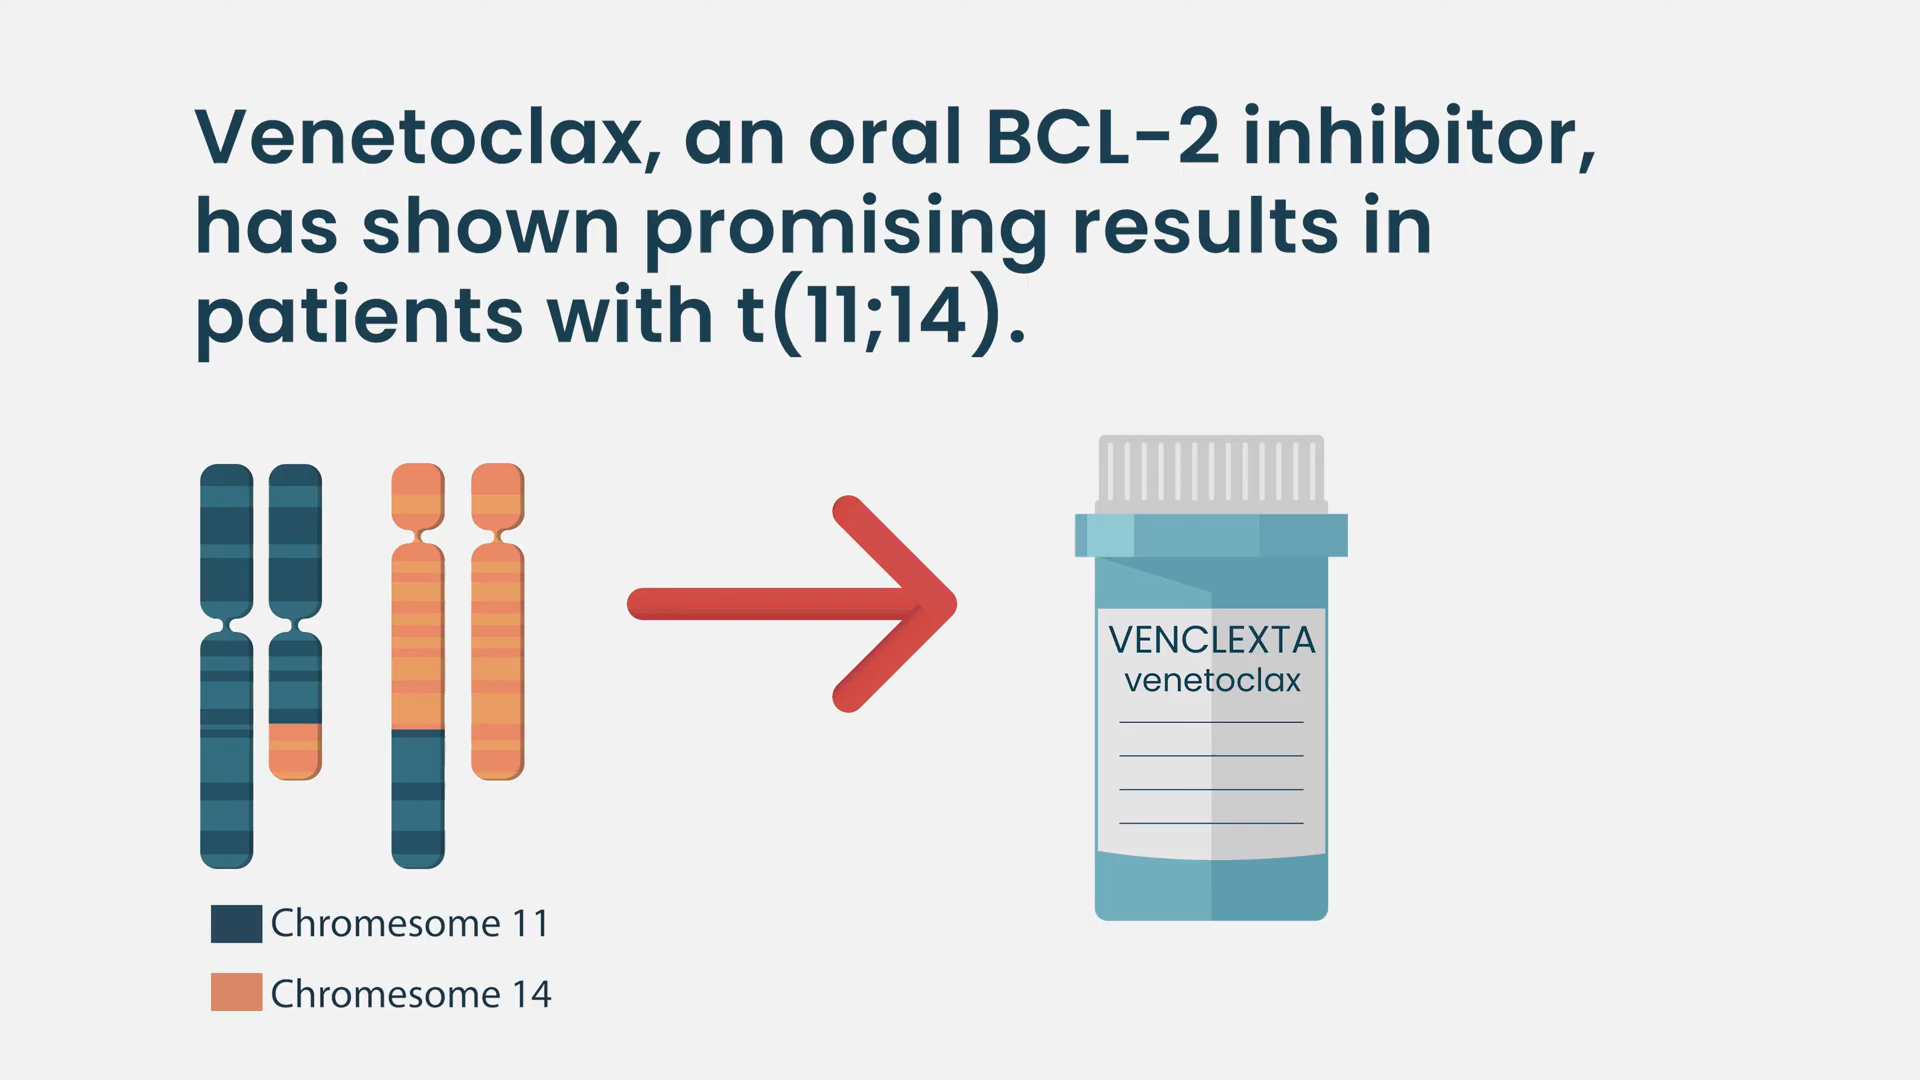 Venetoclax, an oral BCL-2 inhibitor,
has shown promising results in
patients with t(11;14).
VENCLEXTA
venetoclax
Chromesome 11
Chromesome 14